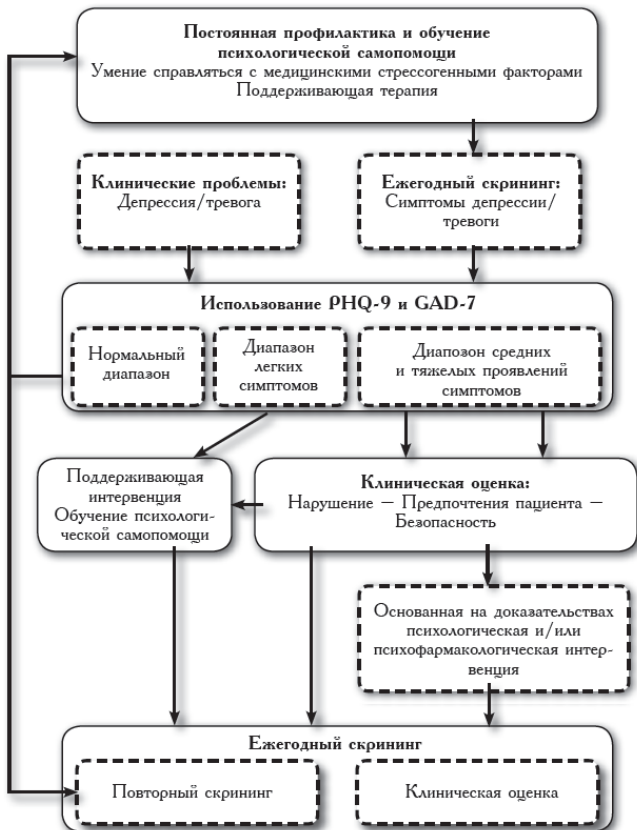 Постоянная профилактика и обучение
психологической самопомощи
Умение справляться с медицинскими стрессогенными факторами
Поддерживающая терапия
Клинические проблемы:
Депрессия/тревога
Ежегодный скрининг:
Симптомы депрессии/
тревоги
Использование PHQ-9 и GAD-7
Нормальный
диапазон
Диапазон
легких
симптомов
Диапозон средних
и тяжелых проявлений
симптомов
Поддерживающая
интервенция
Обучение психологи-
ческой самопомощи
Клиническая оценка:
Нарушение – Предпочтения пациента –
Безопасность
Основанная на доказательствах
психологическая и/или
психофармакологическая интер-
венция
Ежегодный скрининг
Повторный скрининг
Клиническая оценка